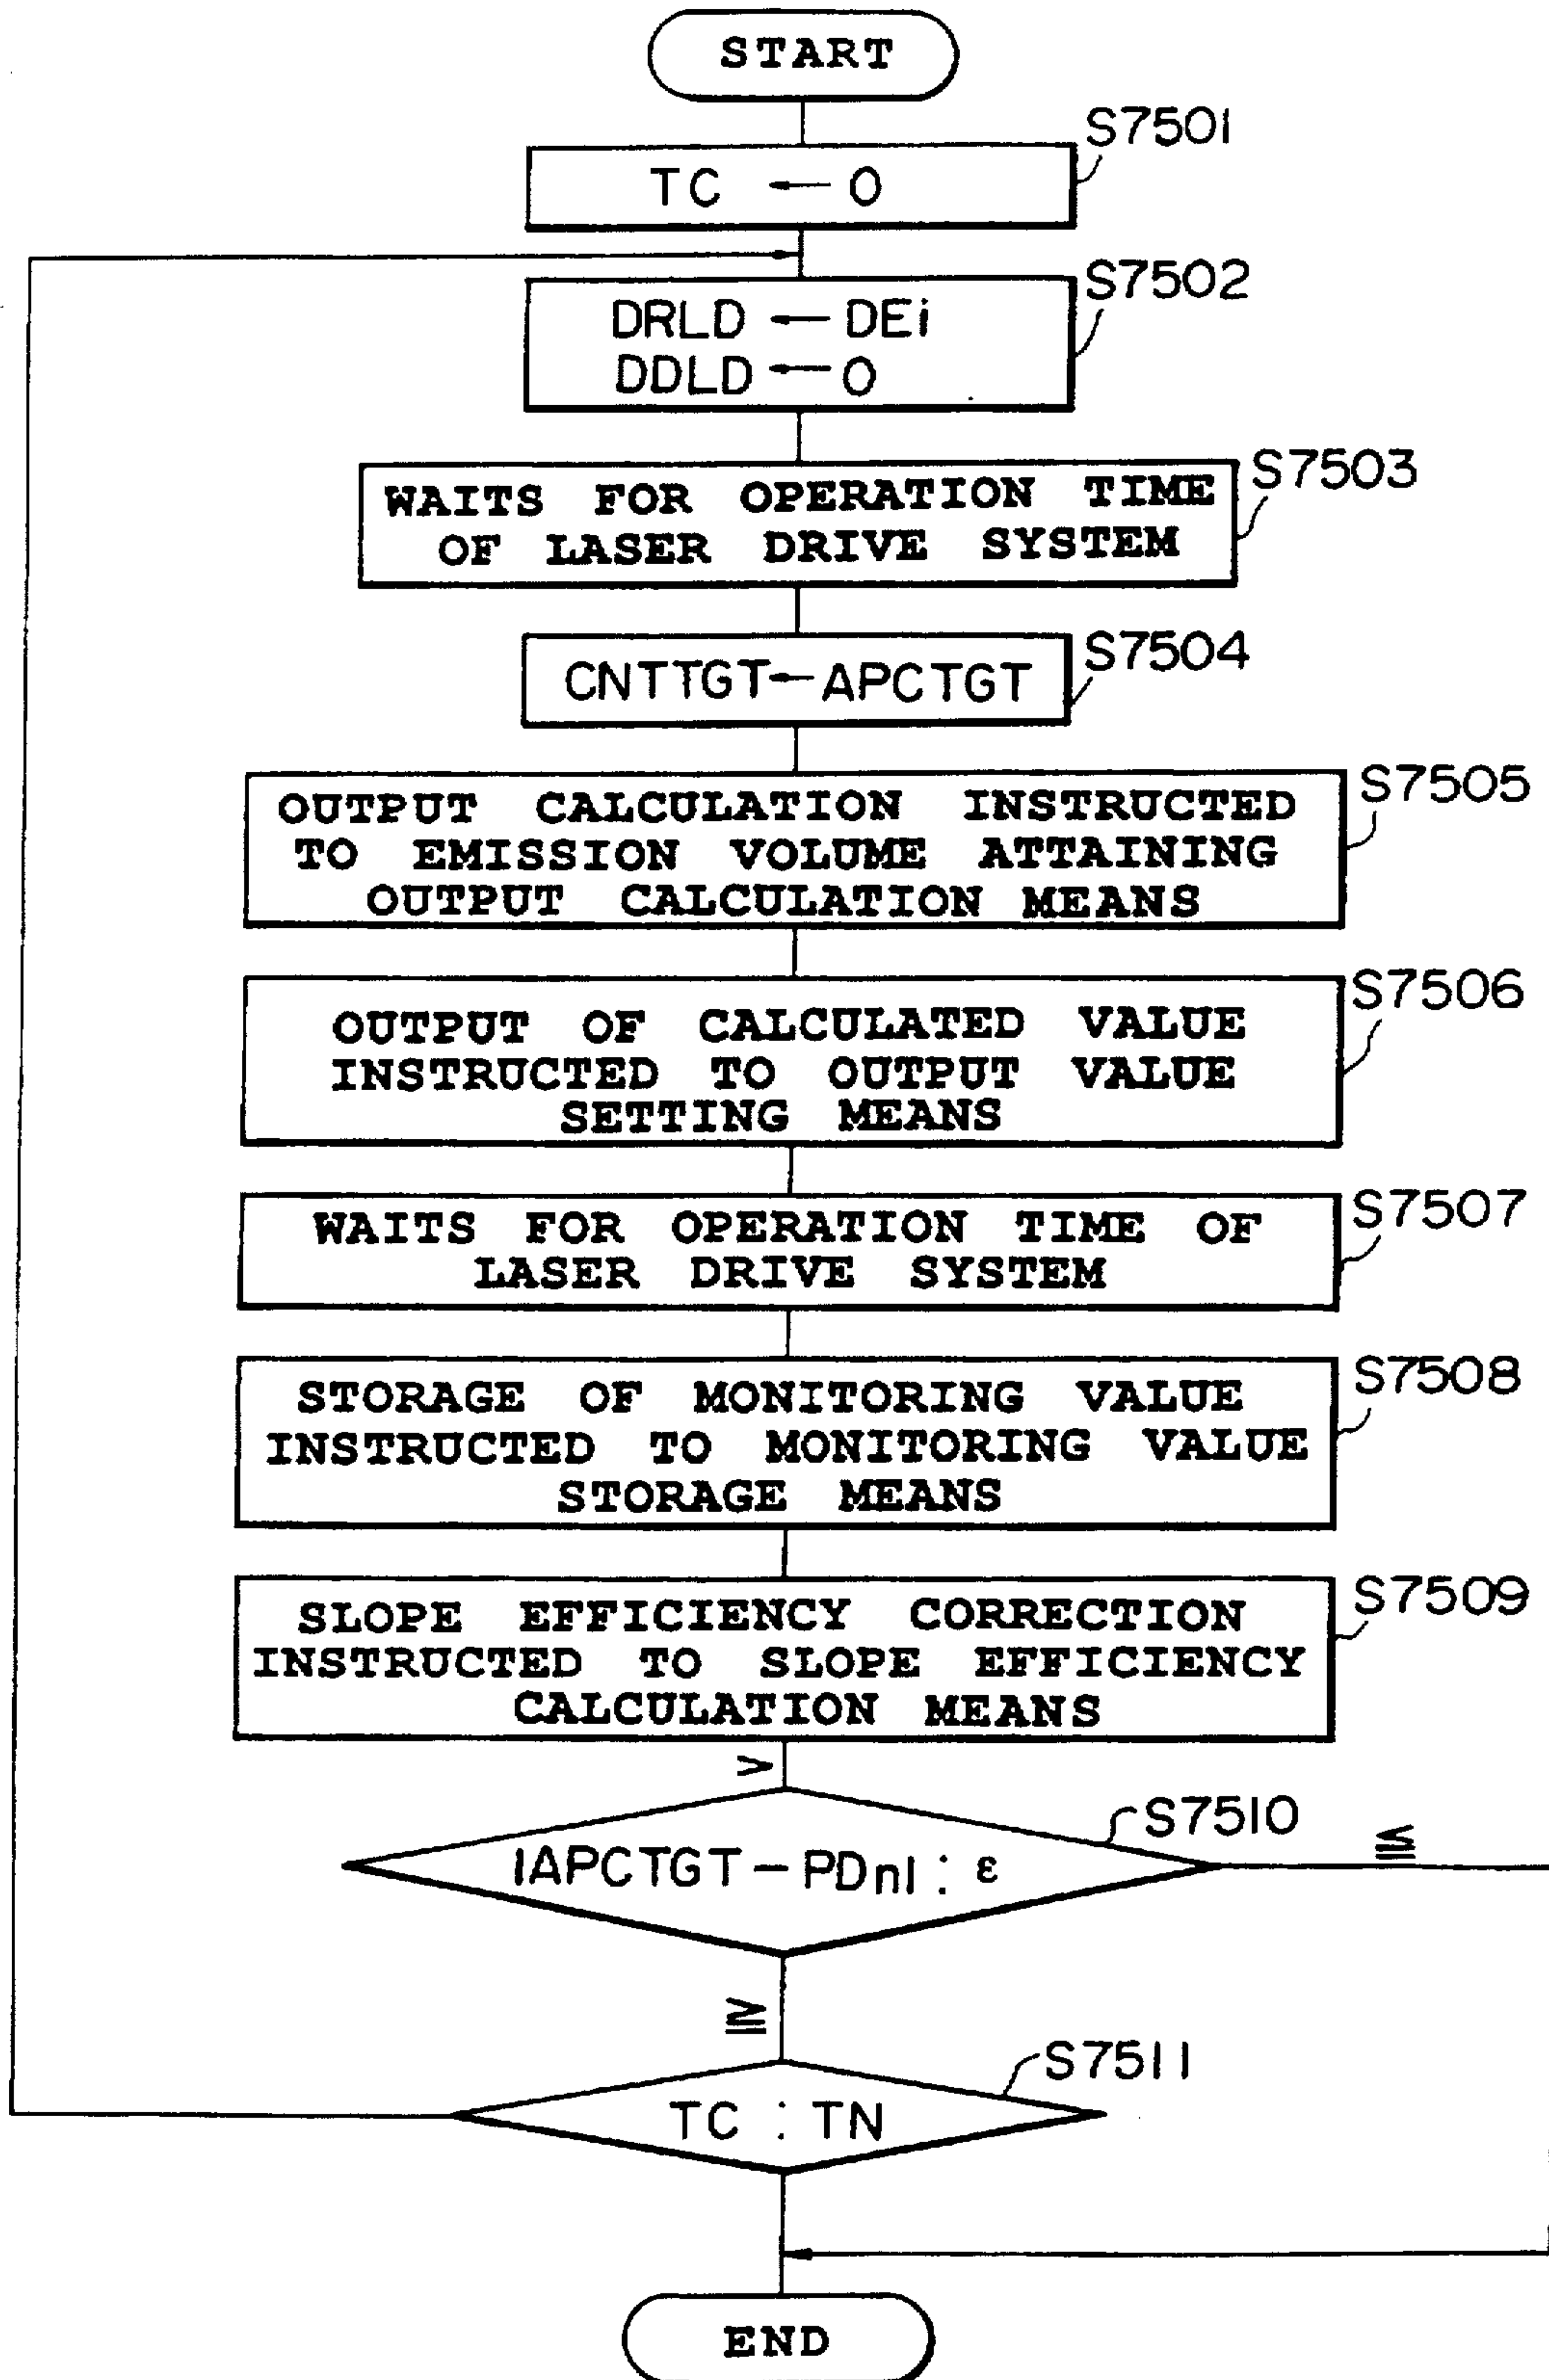 START
S7501
TC ← 0
S7502
DRLD ← DEi
DDLD ← 0
S7503
WAITS FOR OPERATION TIME
OF LASER DRIVE SYSTEM
S7504
CNTTGT←APCTGT
S7505
OUTPUT CALCULATION INSTRUCTED
TO EMISSION VOLUME ATTAINING
OUTPUT CALCULATION MEANS
S7506
OUTPUT OF CALCULATED VALUE
INSTRUCTED TO OUTPUT VALUE
SETTING MEANS
S7507
WAITS FOR OPERATION TIME OF
LASER DRIVE SYSTEM
S7508
STORAGE OF MONITORING VALUE
INSTRUCTED TO MONITORING VALUE
STORAGE MEANS
S7509
SLOPE EFFICIENCY CORRECTION
INSTRUCTED TO SLOPE EFFICIENCY
CALCULATION MEANS
>
S7510
|APCTGT-PDn| : ε
≦
≧
S7511
TC : TN
END